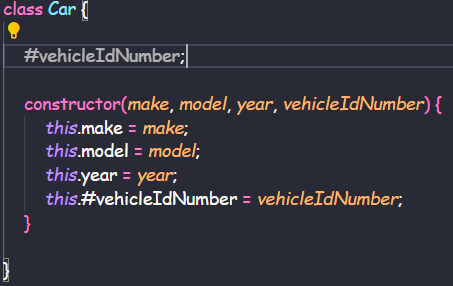 class Car {
#vehicleIdNumber;
constructor(make, model, year, vehicleIdNumber) {
this.make = make;
this.model = model;
this.year = year;
this.#vehicleIdNumber = vehicleIdNumber;
}
}